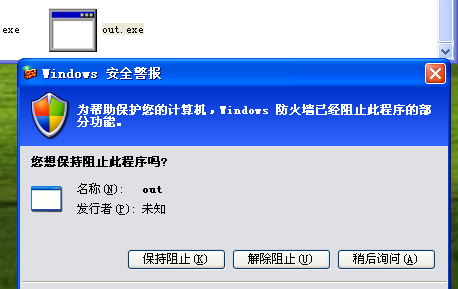 exe
out.exe
Windows 安全警报
为帮助保护您的计算机，Windows 防火墙已经阻止此程序的部
分功能。
您想保持阻止此程序吗?
名称(N): out
发行者(P): 未知
保持阻止(K) 解除阻止(U) 稍后询问(A)